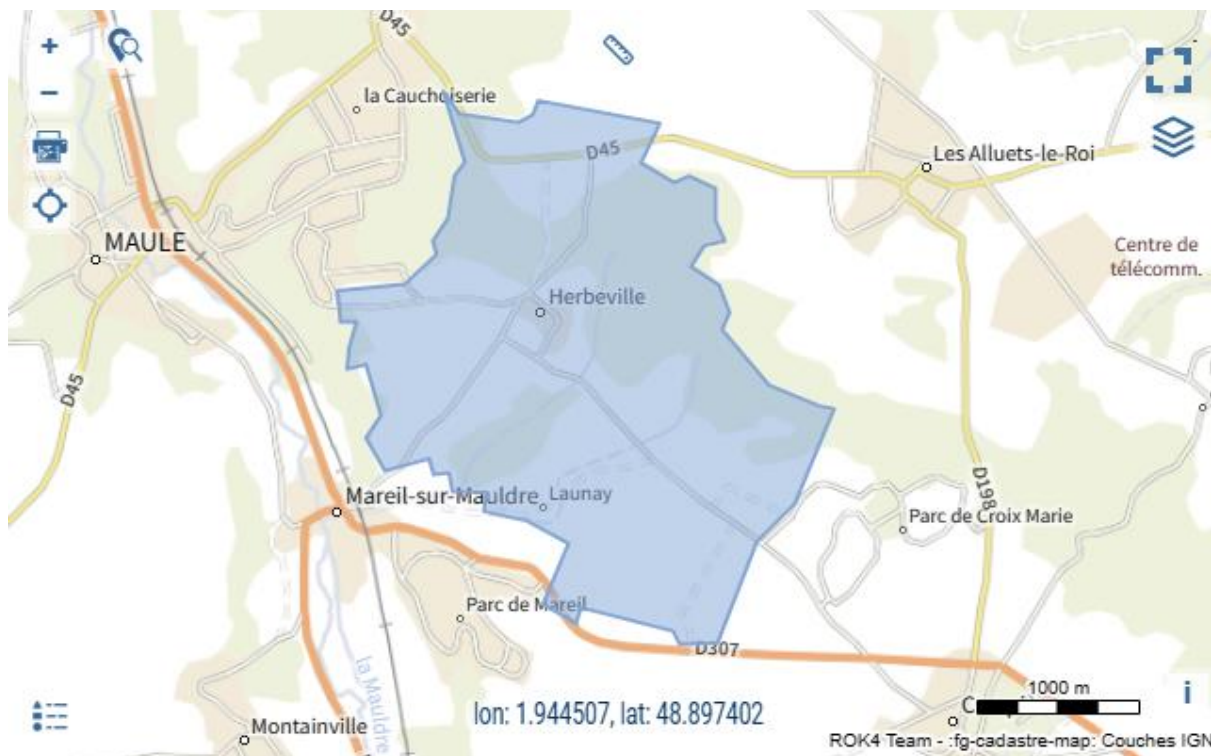 D45
+
la Cauchoiserie
−
D45
Les Alluets-le-Roi
MAULE
Centre de
télécomm.
Herbeville
D45
D198
Mareil-sur-Mauldre
Launay
Parc de Croix Marie
Parc de Mareil
D307
la Mauldre
1000 m
i
lon: 1.944507, lat: 48.897402
Montainville
ROK4 Team - :fg-cadastre-map: Couches IGN